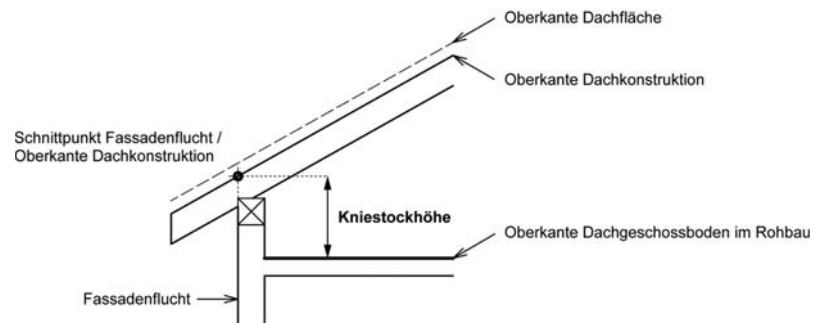 Oberkante Dachfläche
Oberkante Dachkonstruktion
Schnittpunkt Fassadenflucht /
Oberkante Dachkonstruktion
Kniestockhöhe
Oberkante Dachgeschossboden im Rohbau
Fassadenflucht